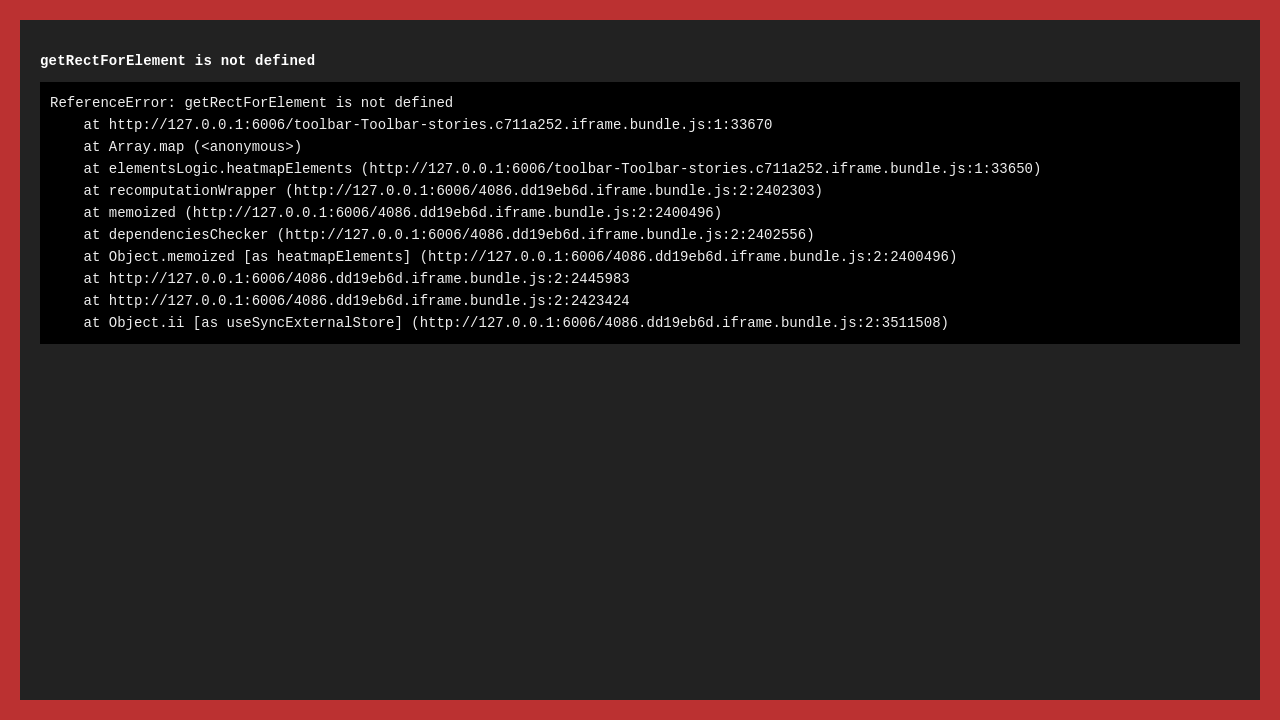 getRectForElement is not defined
ReferenceError: getRectForElement is not defined
    at http://127.0.0.1:6006/toolbar-Toolbar-stories.c711a252.iframe.bundle.js:1:33670
    at Array.map (<anonymous>)
    at elementsLogic.heatmapElements (http://127.0.0.1:6006/toolbar-Toolbar-stories.c711a252.iframe.bundle.js:1:33650)
    at recomputationWrapper (http://127.0.0.1:6006/4086.dd19eb6d.iframe.bundle.js:2:2402303)
    at memoized (http://127.0.0.1:6006/4086.dd19eb6d.iframe.bundle.js:2:2400496)
    at dependenciesChecker (http://127.0.0.1:6006/4086.dd19eb6d.iframe.bundle.js:2:2402556)
    at Object.memoized [as heatmapElements] (http://127.0.0.1:6006/4086.dd19eb6d.iframe.bundle.js:2:2400496)
    at http://127.0.0.1:6006/4086.dd19eb6d.iframe.bundle.js:2:2445983
    at http://127.0.0.1:6006/4086.dd19eb6d.iframe.bundle.js:2:2423424
    at Object.ii [as useSyncExternalStore] (http://127.0.0.1:6006/4086.dd19eb6d.iframe.bundle.js:2:3511508)